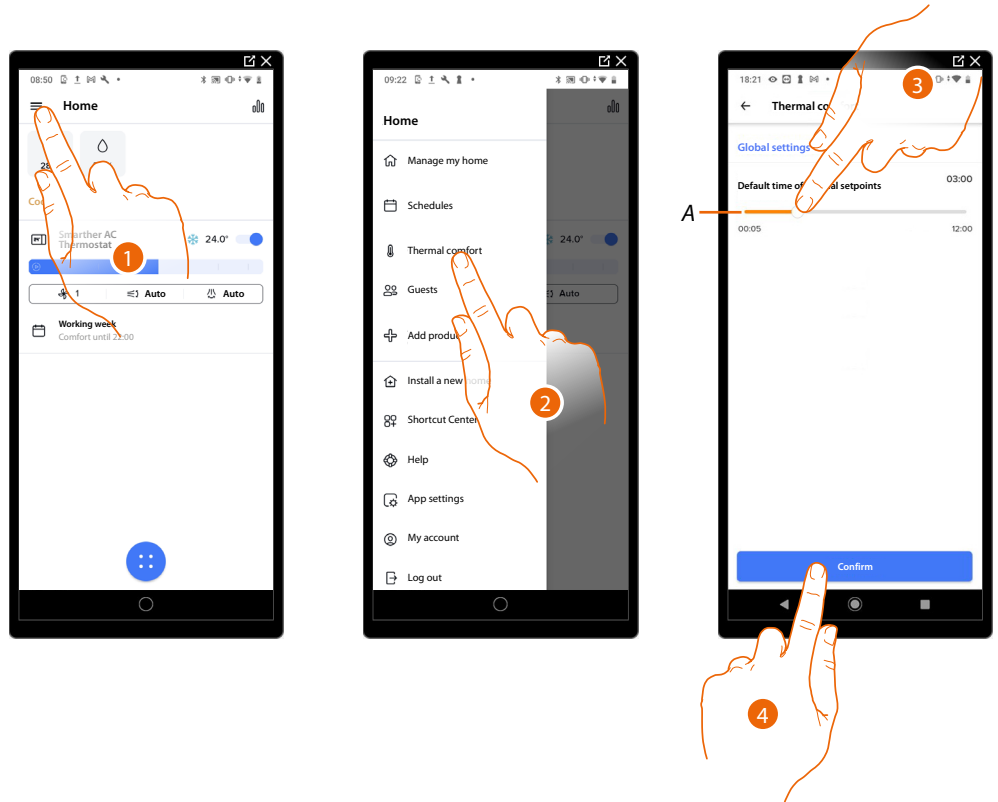 08:50
Home
28
Smarther AC
Thermostat
24.0°
1
Auto
Auto
Working week
Comfort until 22:00
1
09:22
Home
Manage my home
Schedules
Thermal comfort
Guests
Add produ
Install a new home
Shortcut Center
Help
App settings
My account
Log out
24.0°
Auto
2
18:21
Thermal co
Global settings
Default time of al setpoints
03:00
A
00:05
12:00
Confirm
3
4